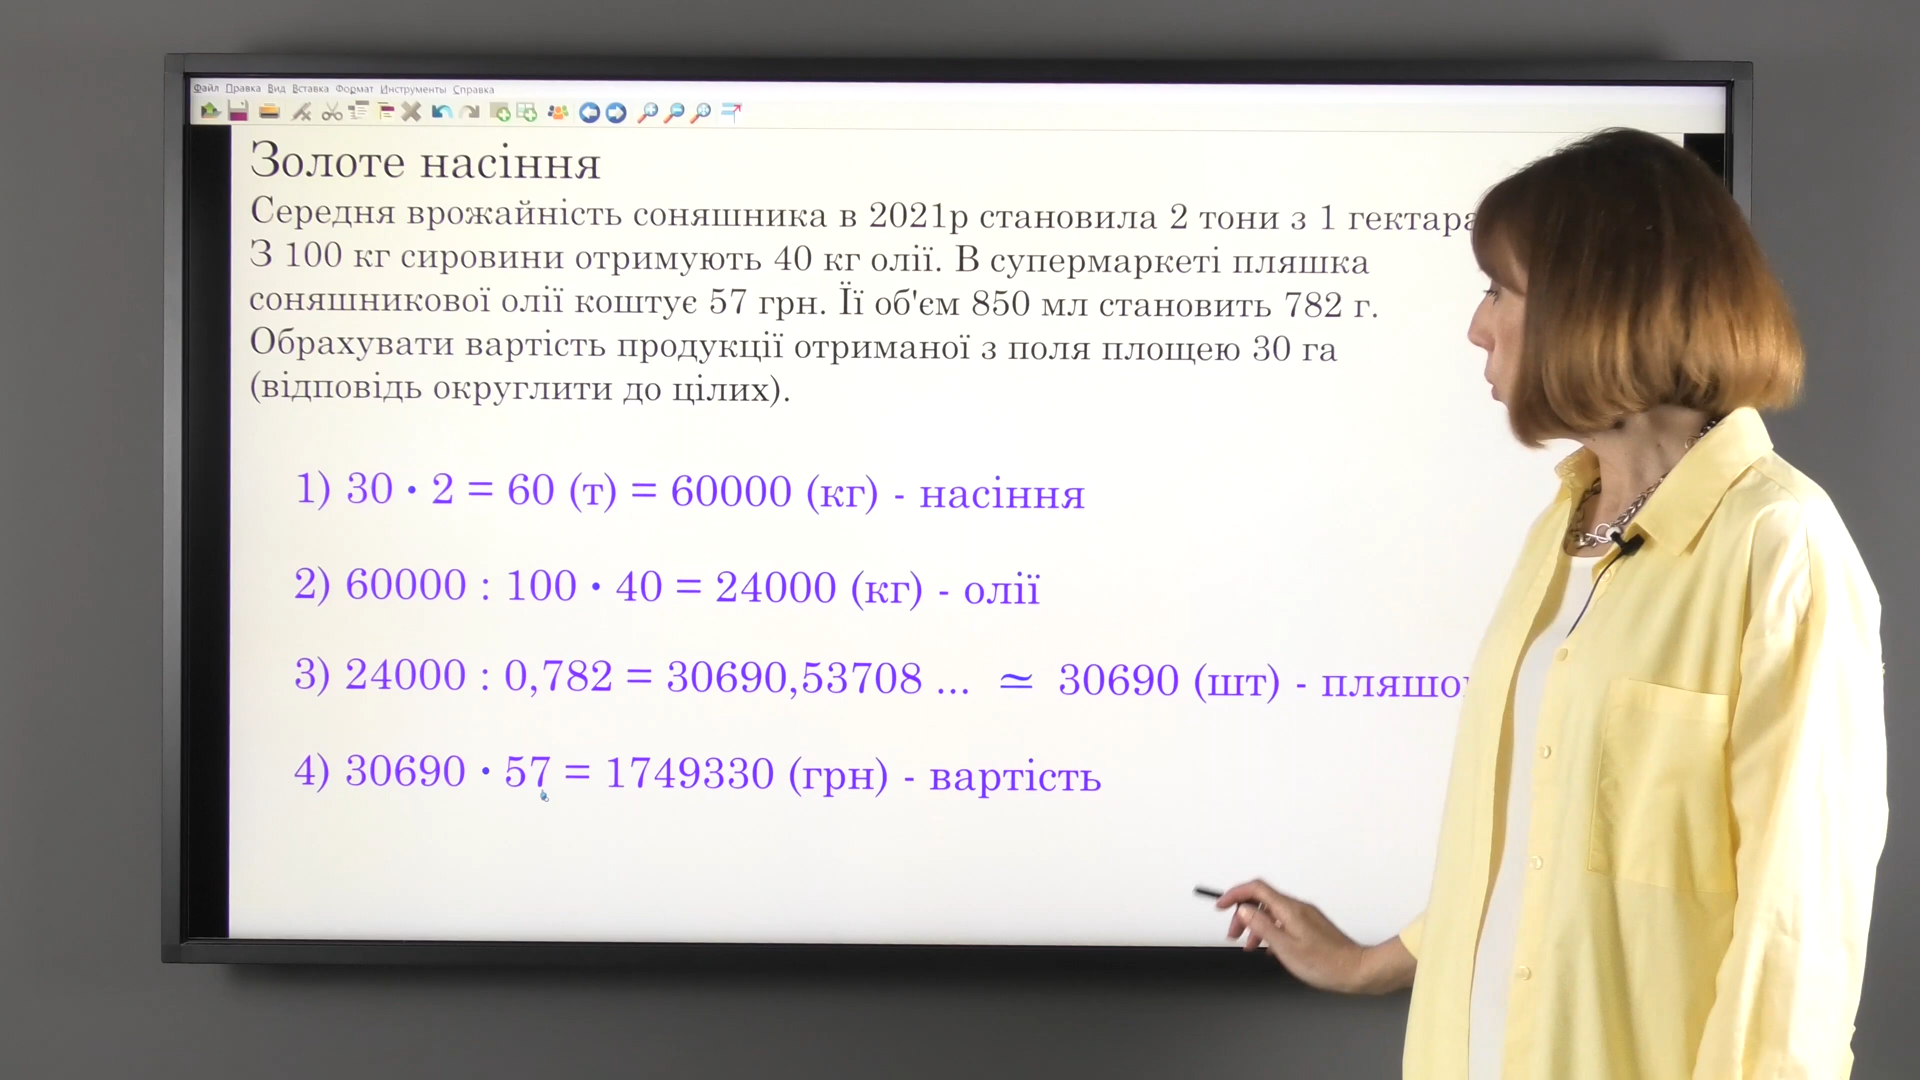 Файл Правка Вид Вставка Формат Инструменты Справка
Золоте насіння
Середня врожайність соняшника в 2021р становила 2 тони з 1 гектара
З 100 кг сировини отримують 40 кг олії. В супермаркеті пляшка
соняшникової олії коштує 57 грн. Її об'єм 850 мл становить 782 г.
Обрахувати вартість продукції отриманої з поля площею 30 га
(відповідь округлити до цілих).
1) 30 · 2 = 60 (т) = 60000 (кг) - насіння
2) 60000 : 100 · 40 = 24000 (кг) - олії
3) 24000 : 0,782 = 30690,53708 ... ≃ 30690 (шт) -
4) 30690 · 57 = 1749330 (грн) - вартість